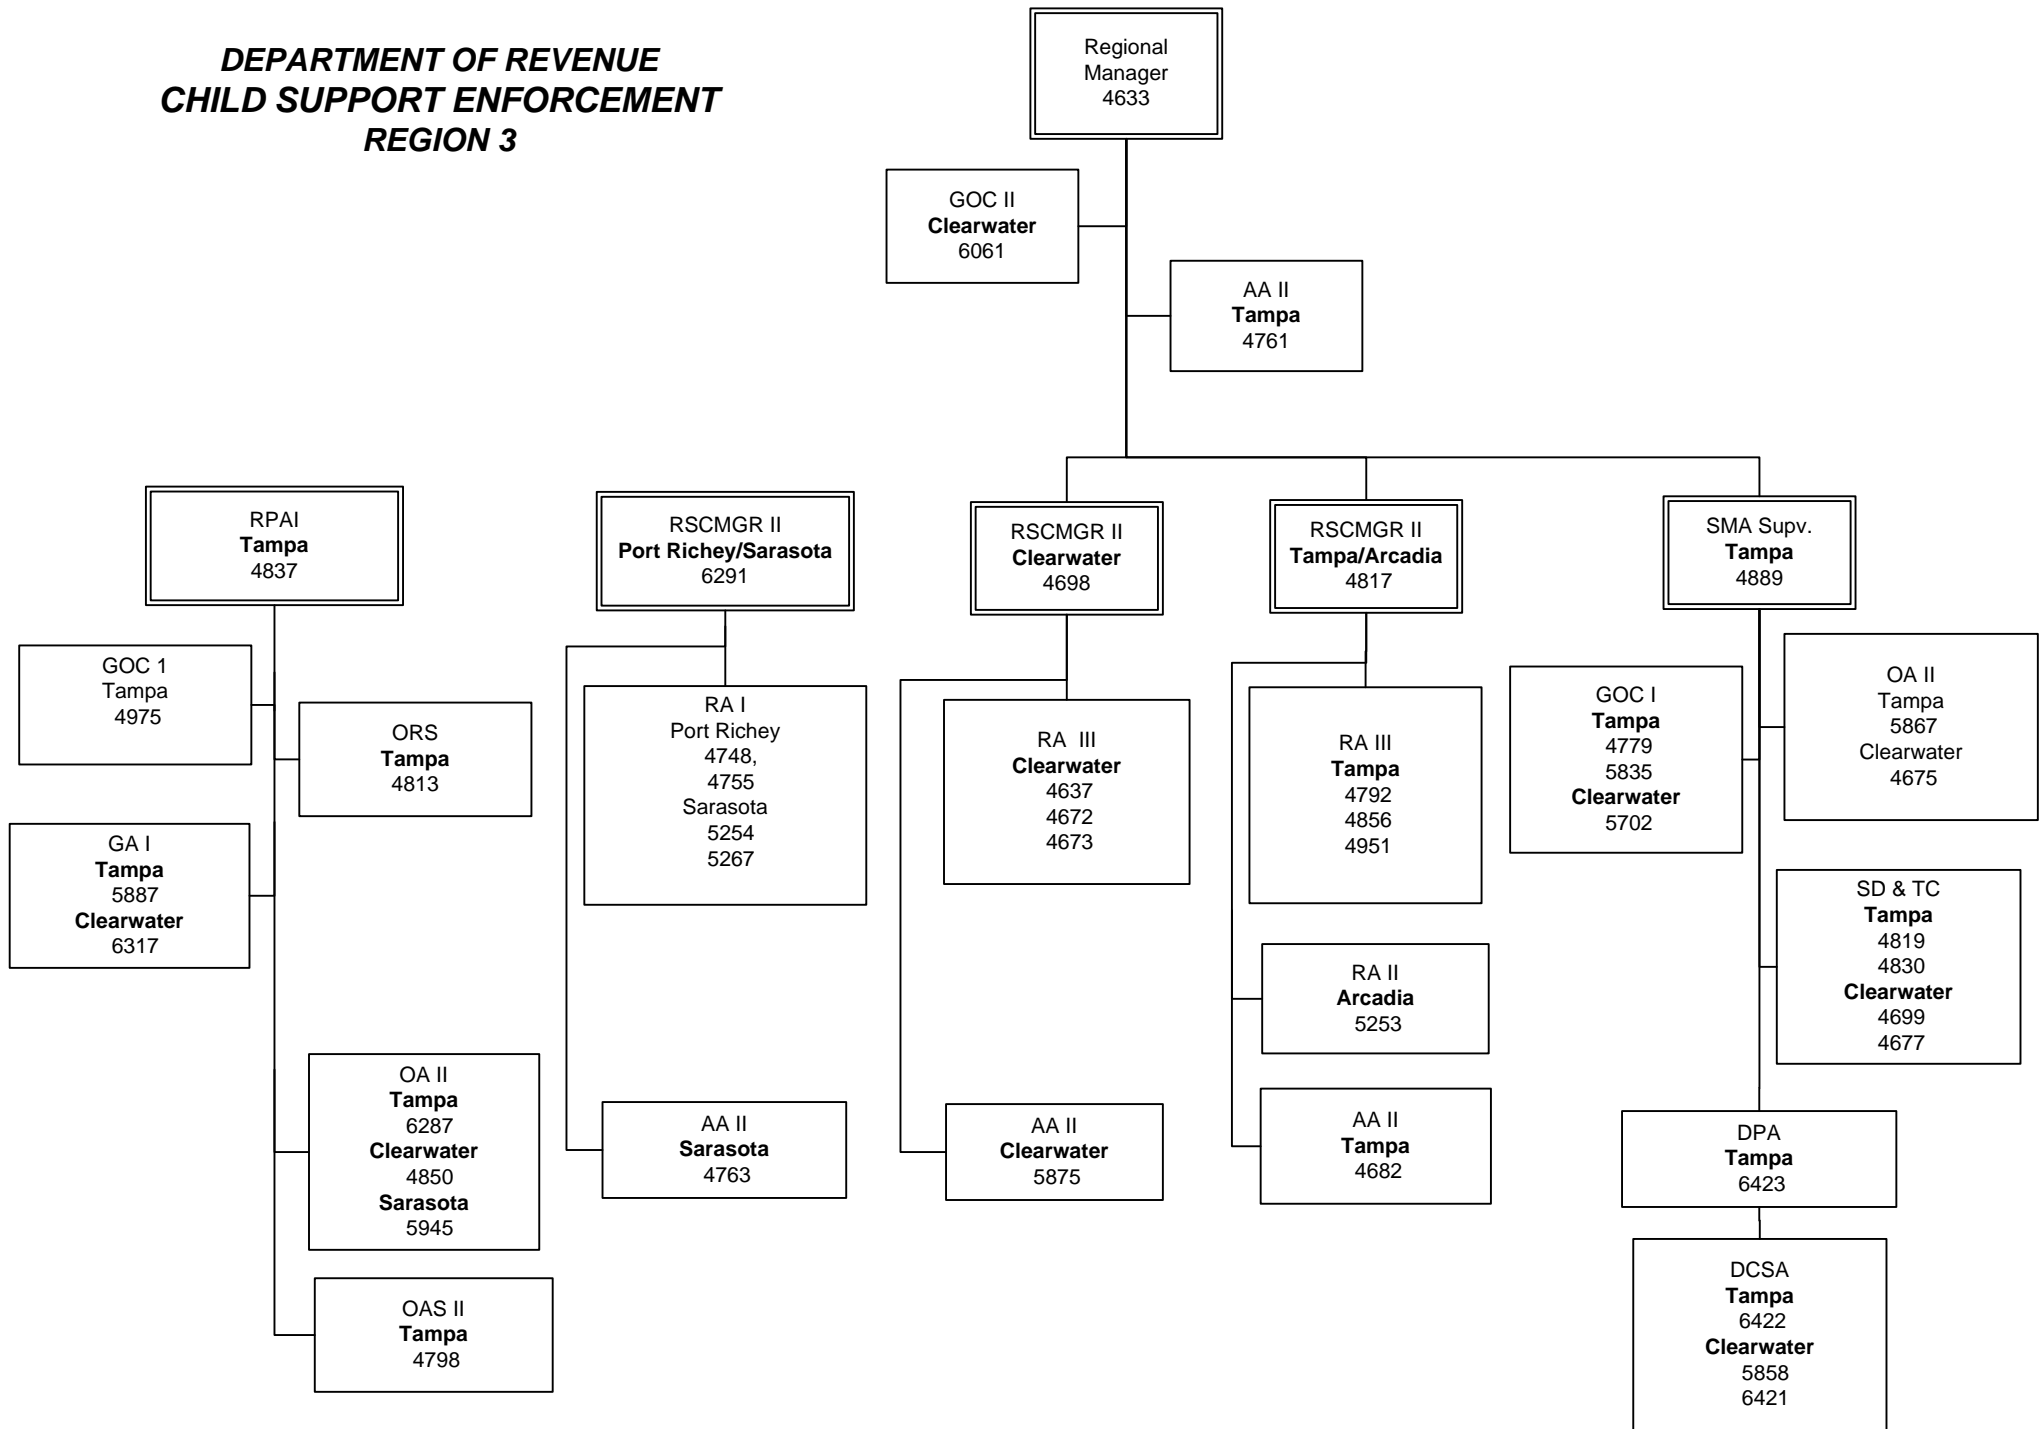 DEPARTMENT OF REVENUE
CHILD SUPPORT ENFORCEMENT
REGION 3
Regional
Manager
4633
GOC II
Clearwater
6061
AA II
Tampa
4761
RPAI
Tampa
4837
RSCMGR II
Port Richey/Sarasota
6291
RSCMGR II
Clearwater
4698
RSCMGR II
Tampa/Arcadia
4817
SMA Supv.
Tampa
4889
GOC 1
Tampa
4975
ORS
Tampa
4813
GA I
Tampa
5887
Clearwater
6317
OA II
Tampa
6287
Clearwater
4850
Sarasota
5945
OAS II
Tampa
4798
RA I
Port Richey
4748,
4755
Sarasota
5254
5267
AA II
Sarasota
4763
RA III
Clearwater
4637
4672
4673
AA II
Clearwater
5875
RA III
Tampa
4792
4856
4951
RA II
Arcadia
5253
AA II
Tampa
4682
GOC I
Tampa
4779
5835
Clearwater
5702
OA II
Tampa
5867
Clearwater
4675
SD & TC
Tampa
4819
4830
Clearwater
4699
4677
DPA
Tampa
6423
DCSA
Tampa
6422
Clearwater
5858
6421